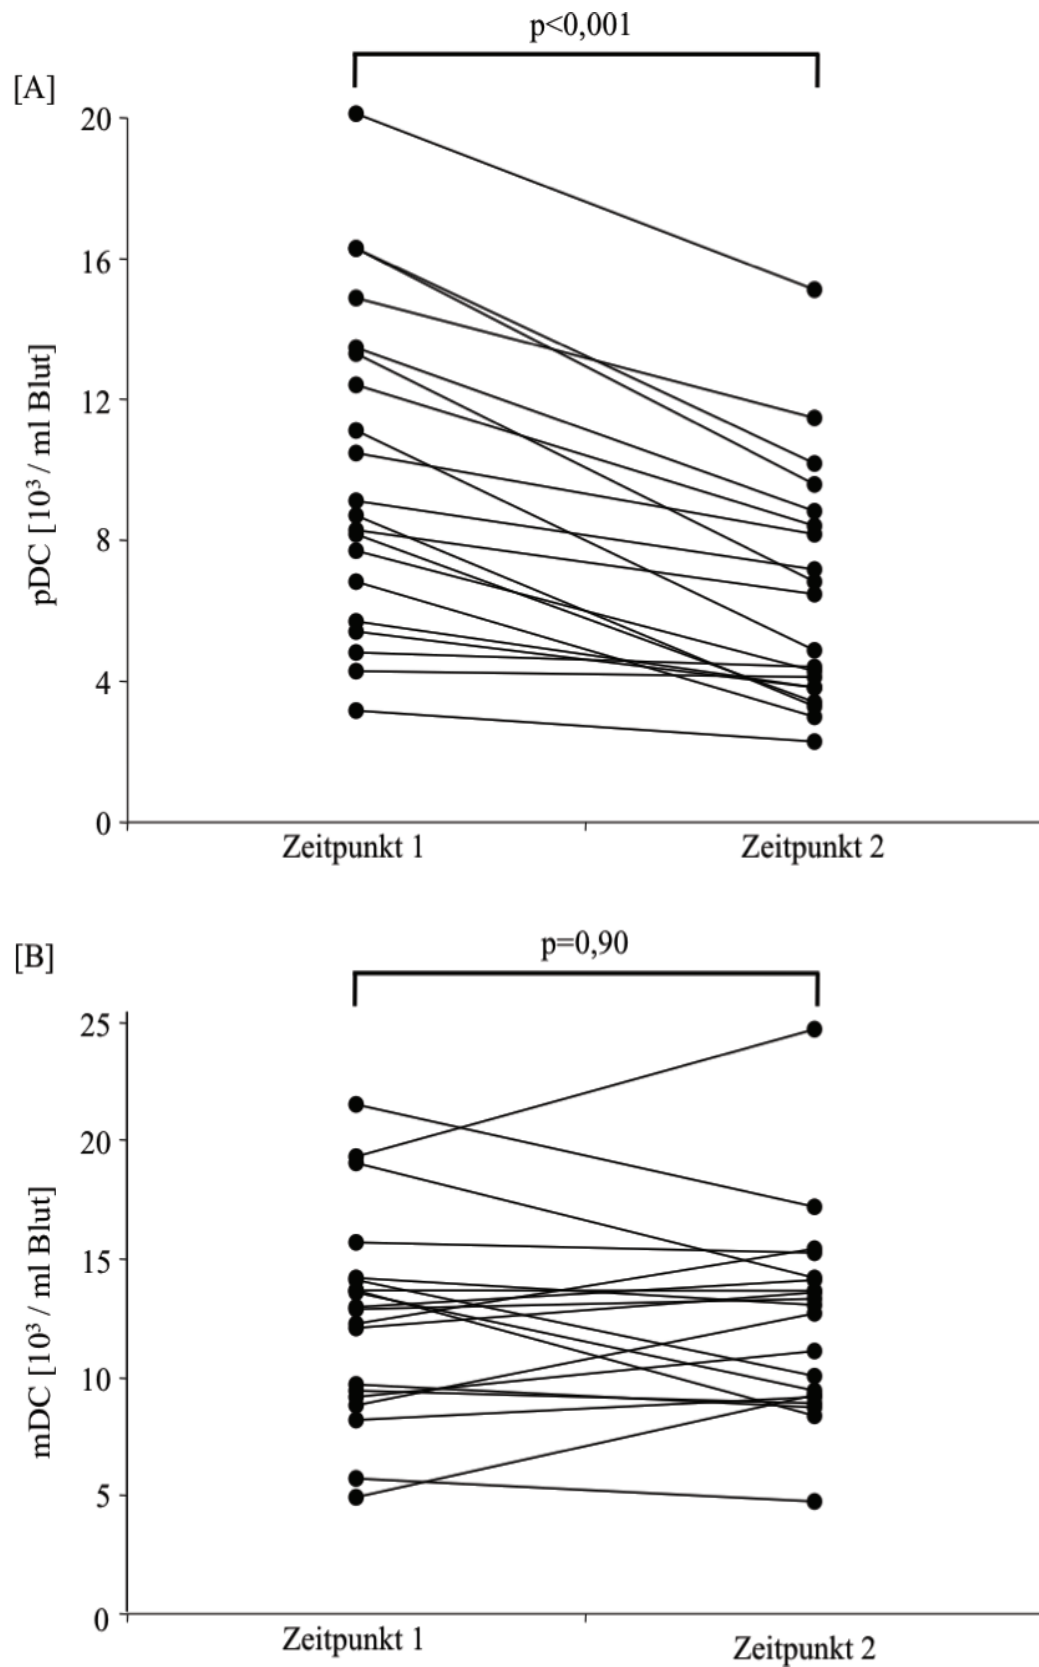 p<0,001
[A]
20
16
12
8
4
0
pDC [10³ / ml Blut]
Zeitpunkt 1 Zeitpunkt 2
p=0,90
[B]
25
20
15
10
5
0
mDC [10³ / ml Blut]
Zeitpunkt 1 Zeitpunkt 2